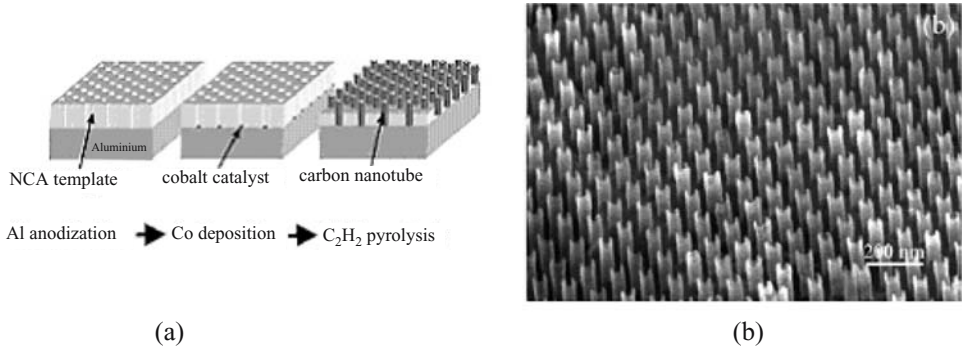 Aluminium
NCA template
cobalt catalyst
carbon nanotube
Al anodization
Co deposition
C₂H₂ pyrolysis
(a)
(b)
200 nm
(b)